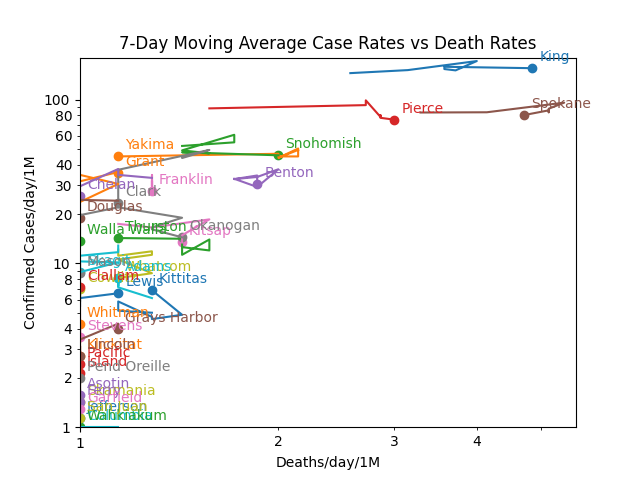 7-Day Moving Average Case Rates vs Death Rates
King
100
Pierce
Spokane
80
60
Yakima
Snohomish
40
Grant
Benton
30
Chelan
Franklin
Clark
20
Douglas
Walla Walla
Thurston
Okanogan
Kitsap
10
Mason
Adams
8
Clallam
Cowlitz
Kittitas
6
Lewis
Whitman
Grays Harbor
4
Stevens
3
Lincoln
Pacific
Island
2
Pend Oreille
Asotin
Ferry
Skamania
Garfield
Jefferson
1
Wahkiakum
1
2
3
4
Deaths/day/1M
Confirmed Cases/day/1M